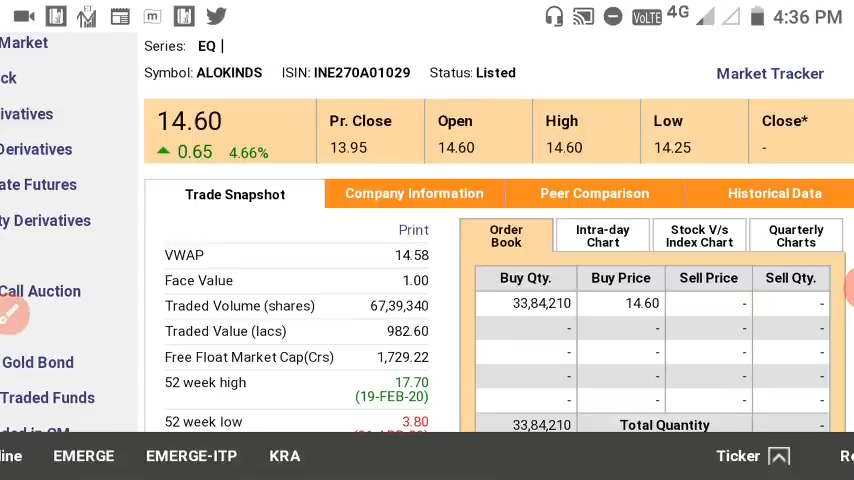 VoLTE 4G 4:36 PM
Market
ck
ivatives
Derivatives
ate Futures
ty Derivatives
Call Auction
Gold Bond
Traded Funds
Series: EQ |
Symbol: ALOKINDS ISIN: INE270A01029 Status: Listed
Market Tracker
14.60
0.65 4.66%
Pr. Close Open High Low Close*
13.95 14.60 14.60 14.25 -
Trade Snapshot Company Information Peer Comparison Historical Data
Print
VWAP 14.58
Face Value 1.00
Traded Volume (shares) 67,39,340
Traded Value (lacs) 982.60
Free Float Market Cap(Crs) 1,729.22
52 week high 17.70
(19-FEB-20)
52 week low 3.80
Order Book
Intra-day Chart
Stock V/s Index Chart
Quarterly Charts
Buy Qty. Buy Price Sell Price Sell Qty.
33,84,210 14.60 - -
- - - -
- - - -
- - - -
- - - -
33,84,210 Total Quantity -
line EMERGE EMERGE-ITP KRA Ticker Re